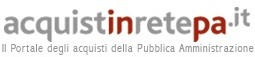 acquistinretepa.it
Il Portale degli acquisti della Pubblica Amministrazione